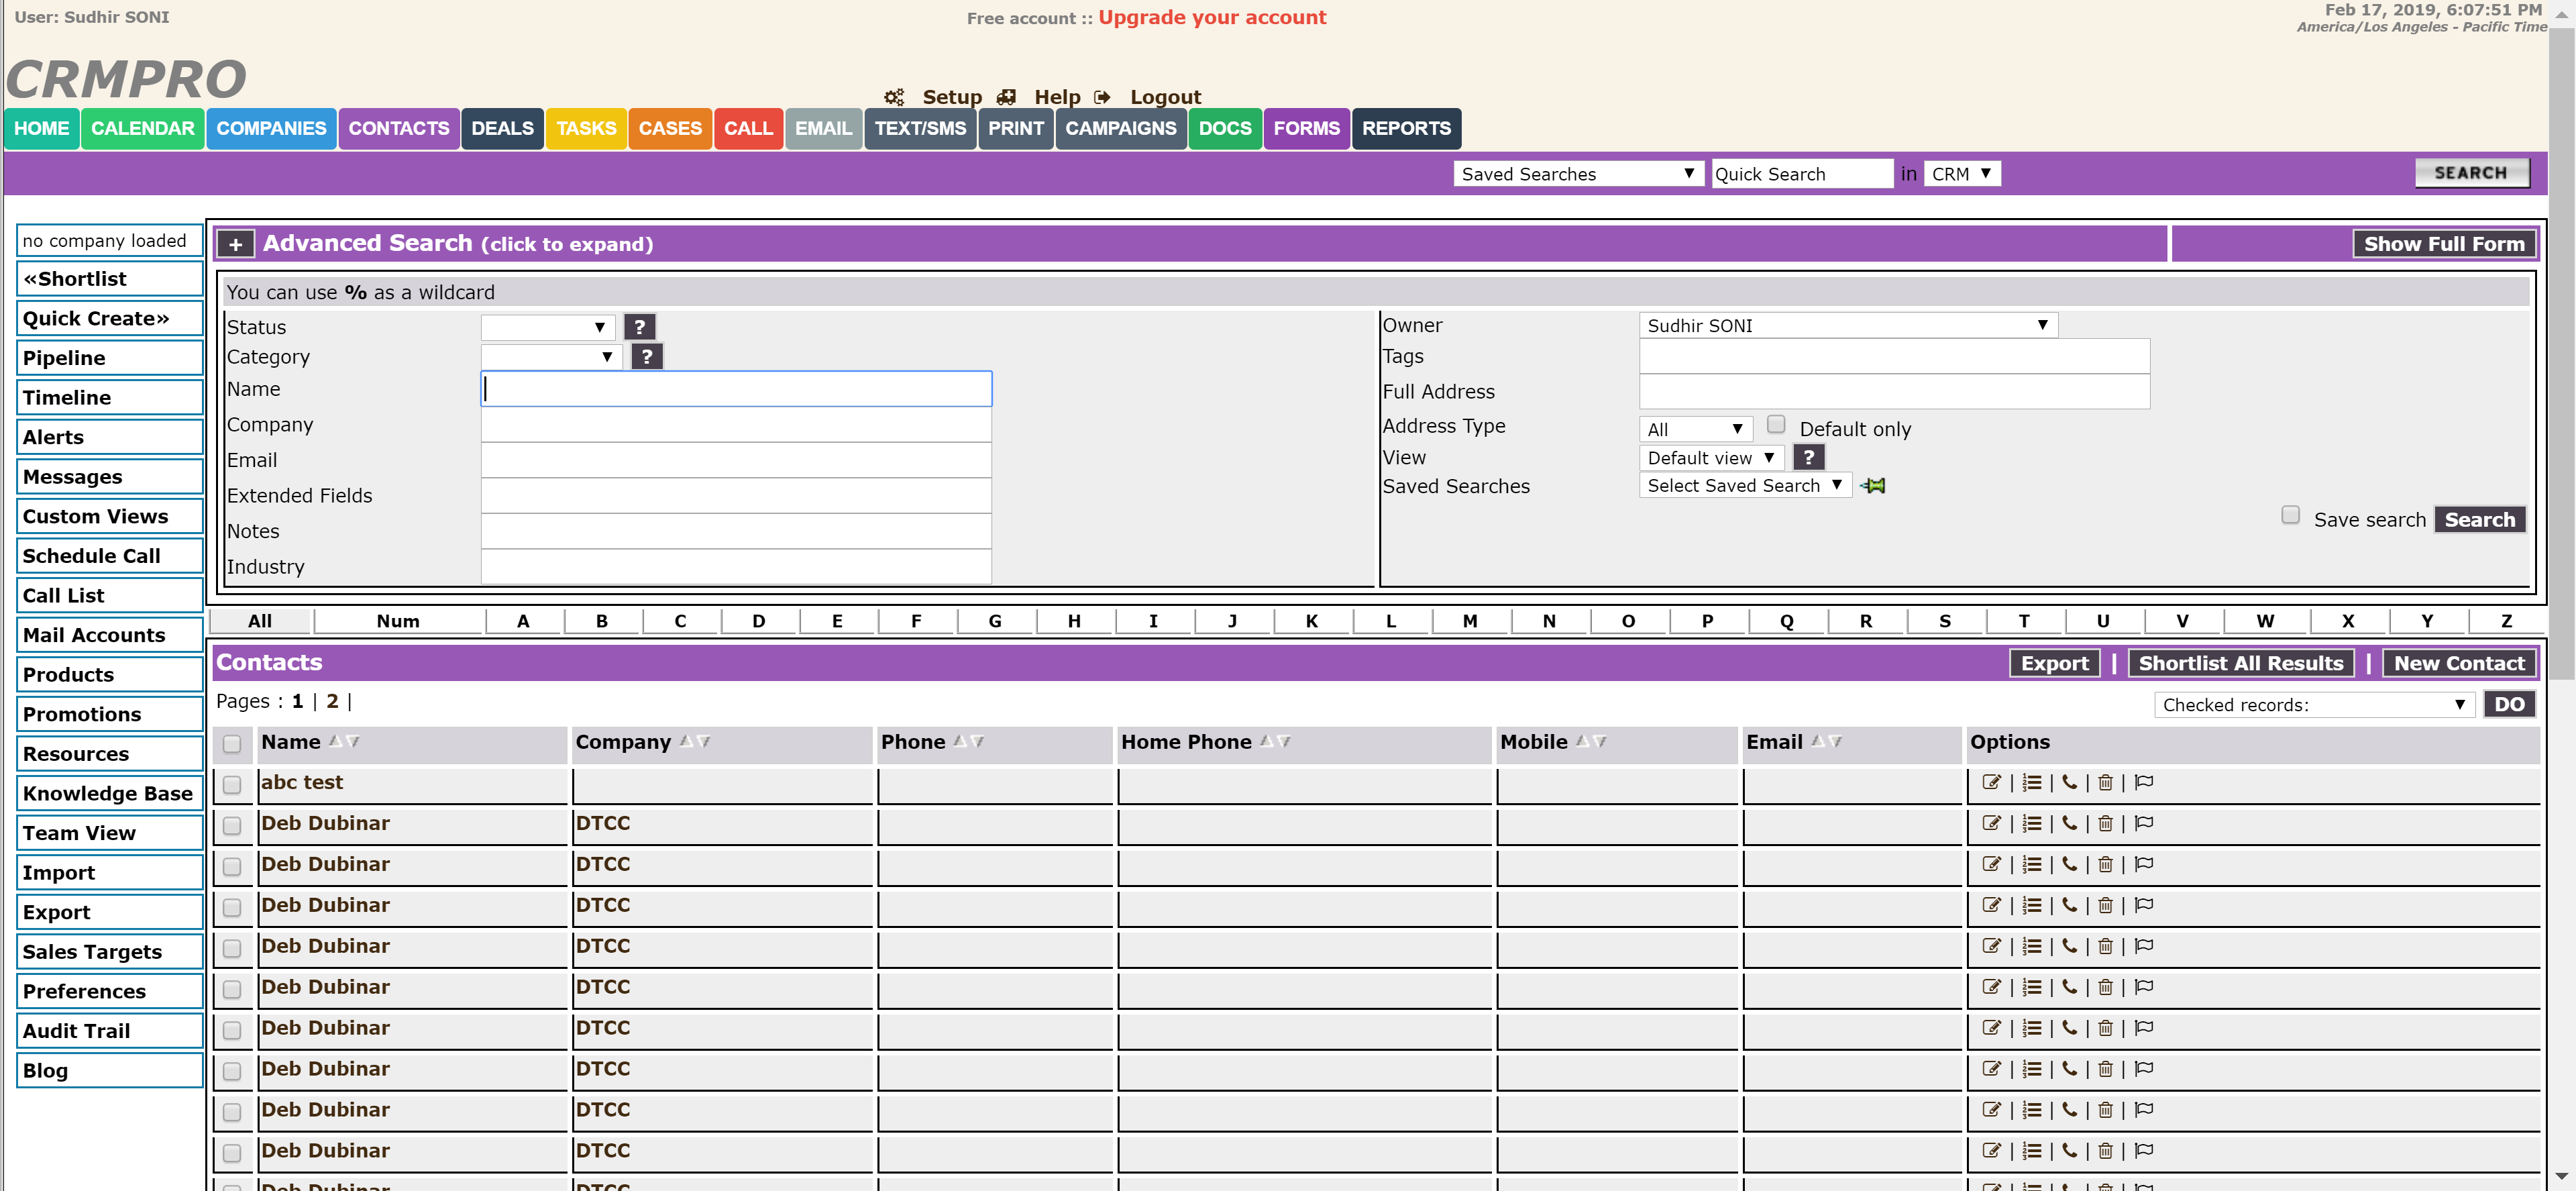 User: Sudhir SONI
Free account :: Upgrade your account
Feb 17, 2019, 6:07:51 PM
America/Los Angeles - Pacific Time
CRMPRO
Setup Help Logout
HOME CALENDAR COMPANIES CONTACTS DEALS TASKS CASES CALL EMAIL TEXT/SMS PRINT CAMPAIGNS DOCS FORMS REPORTS
Saved Searches Quick Search in CRM SEARCH
no company loaded
«Shortlist
Quick Create»
Pipeline
Timeline
Alerts
Messages
Custom Views
Schedule Call
Call List
Mail Accounts
Products
Promotions
Resources
Knowledge Base
Team View
Import
Export
Sales Targets
Preferences
Audit Trail
Blog
+ Advanced Search (click to expand) Show Full Form
You can use % as a wildcard
Status ?
Category ?
Name
Company
Email
Extended Fields
Notes
Industry
Owner Sudhir SONI
Tags
Full Address
Address Type All Default only
View Default view ?
Saved Searches Select Saved Search
Save search Search
All Num A B C D E F G H I J K L M N O P Q R S T U V W X Y Z
Contacts Export | Shortlist All Results | New Contact
Pages : 1 | 2 |
Checked records: DO
Name Company Phone Home Phone Mobile Email Options
abc test | | | |
Deb Dubinar DTCC | | | |
Deb Dubinar DTCC | | | |
Deb Dubinar DTCC | | | |
Deb Dubinar DTCC | | | |
Deb Dubinar DTCC | | | |
Deb Dubinar DTCC | | | |
Deb Dubinar DTCC | | | |
Deb Dubinar DTCC | | | |
Deb Dubinar DTCC | | | |
Deb Dubinar DTCC | | | |